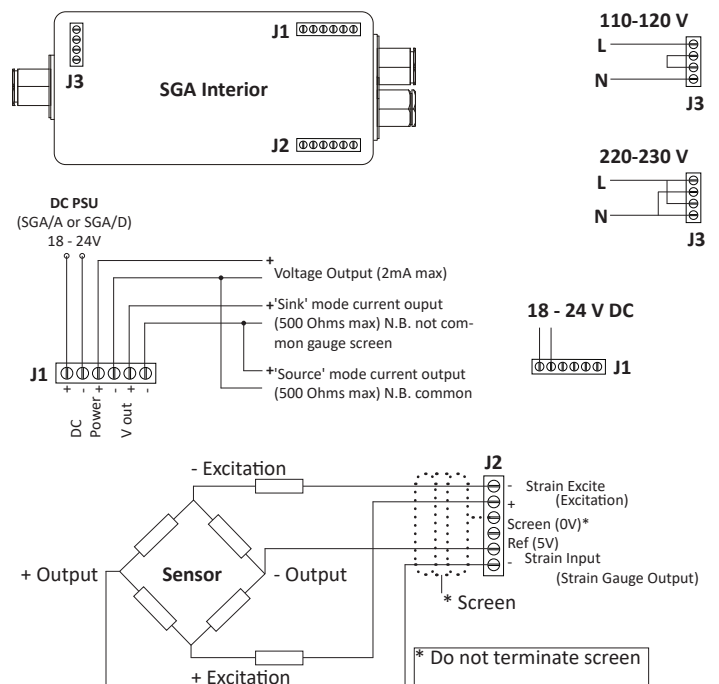 J1
J3
SGA Interior
J2
110-120 V
L
N
J3
220-230 V
L
N
J3
DC PSU
(SGA/A or SGA/D)
18 - 24V
+
Voltage Output (2mA max)
+'Sink' mode current ouput
(500 Ohms max) N.B. not com-
mon gauge screen
+'Source' mode current output
(500 Ohms max) N.B. common
J1
+ - + - + -
DC
Power
V out
18 - 24 V DC
J1
J2
- Excitation
- Strain Excite
(Excitation)
+
Screen (0V)*
Ref (5V)
- Strain Input
(Strain Gauge Output)
+ Output
Sensor
- Output
* Screen
+ Excitation
* Do not terminate screen